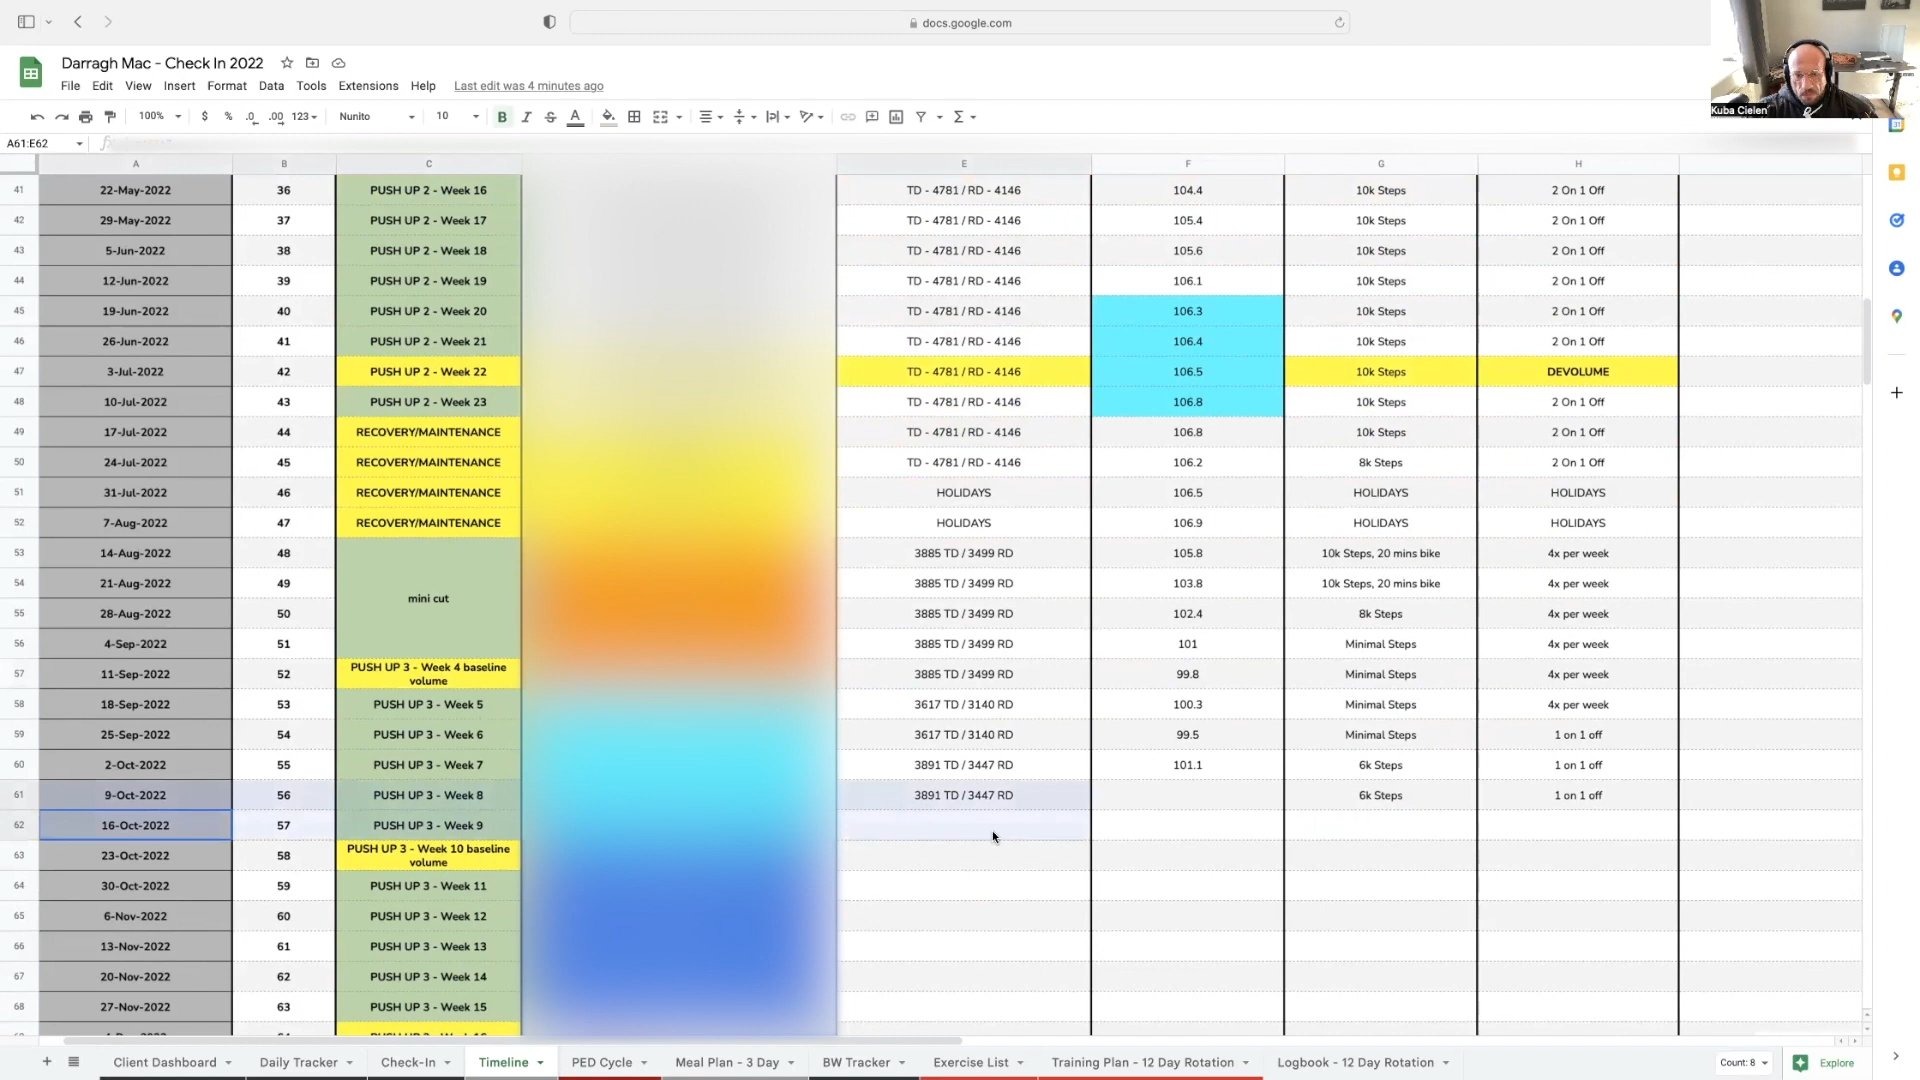 docs.google.com
Darragh Mac - Check In 2022
File Edit View Insert Format Data Tools Extensions Help Last edit was 4 minutes ago
100% $ % .0 .00 123 Nunito 10 B I S A
Kuba Cielen
A61:E62
A B C E F G H
41 22-May-2022 36 PUSH UP 2 - Week 16 TD - 4781 / RD - 4146 104.4 10k Steps 2 On 1 Off
42 29-May-2022 37 PUSH UP 2 - Week 17 TD - 4781 / RD - 4146 105.4 10k Steps 2 On 1 Off
43 5-Jun-2022 38 PUSH UP 2 - Week 18 TD - 4781 / RD - 4146 105.6 10k Steps 2 On 1 Off
44 12-Jun-2022 39 PUSH UP 2 - Week 19 TD - 4781 / RD - 4146 106.1 10k Steps 2 On 1 Off
45 19-Jun-2022 40 PUSH UP 2 - Week 20 TD - 4781 / RD - 4146 106.3 10k Steps 2 On 1 Off
46 26-Jun-2022 41 PUSH UP 2 - Week 21 TD - 4781 / RD - 4146 106.4 10k Steps 2 On 1 Off
47 3-Jul-2022 42 PUSH UP 2 - Week 22 TD - 4781 / RD - 4146 106.5 10k Steps DEVOLUME
48 10-Jul-2022 43 PUSH UP 2 - Week 23 TD - 4781 / RD - 4146 106.8 10k Steps 2 On 1 Off
49 17-Jul-2022 44 RECOVERY/MAINTENANCE TD - 4781 / RD - 4146 106.8 10k Steps 2 On 1 Off
50 24-Jul-2022 45 RECOVERY/MAINTENANCE TD - 4781 / RD - 4146 106.2 8k Steps 2 On 1 Off
51 31-Jul-2022 46 RECOVERY/MAINTENANCE HOLIDAYS 106.5 HOLIDAYS HOLIDAYS
52 7-Aug-2022 47 RECOVERY/MAINTENANCE HOLIDAYS 106.9 HOLIDAYS HOLIDAYS
53 14-Aug-2022 48 3885 TD / 3499 RD 105.8 10k Steps, 20 mins bike 4x per week
54 21-Aug-2022 49 3885 TD / 3499 RD 103.8 10k Steps, 20 mins bike 4x per week
mini cut
55 28-Aug-2022 50 3885 TD / 3499 RD 102.4 8k Steps 4x per week
56 4-Sep-2022 51 3885 TD / 3499 RD 101 Minimal Steps 4x per week
57 11-Sep-2022 52 PUSH UP 3 - Week 4 baseline volume 3885 TD / 3499 RD 99.8 Minimal Steps 4x per week
58 18-Sep-2022 53 PUSH UP 3 - Week 5 3617 TD / 3140 RD 100.3 Minimal Steps 4x per week
59 25-Sep-2022 54 PUSH UP 3 - Week 6 3617 TD / 3140 RD 99.5 Minimal Steps 1 on 1 off
60 2-Oct-2022 55 PUSH UP 3 - Week 7 3891 TD / 3447 RD 101.1 6k Steps 1 on 1 off
61 9-Oct-2022 56 PUSH UP 3 - Week 8 3891 TD / 3447 RD 6k Steps 1 on 1 off
62 16-Oct-2022 57 PUSH UP 3 - Week 9
63 23-Oct-2022 58 PUSH UP 3 - Week 10 baseline volume
64 30-Oct-2022 59 PUSH UP 3 - Week 11
65 6-Nov-2022 60 PUSH UP 3 - Week 12
66 13-Nov-2022 61 PUSH UP 3 - Week 13
67 20-Nov-2022 62 PUSH UP 3 - Week 14
68 27-Nov-2022 63 PUSH UP 3 - Week 15
Client Dashboard Daily Tracker Check-In Timeline PED Cycle Meal Plan - 3 Day BW Tracker Exercise List Training Plan - 12 Day Rotation Logbook - 12 Day Rotation Count: 8 Explore